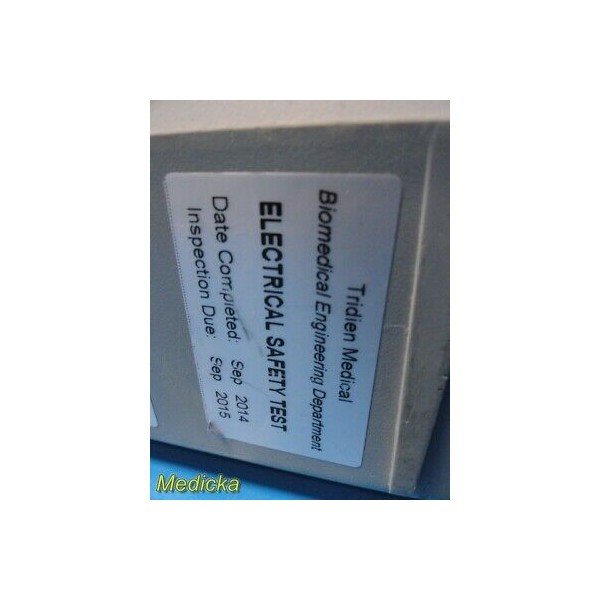 Tridien Medical
Biomedical Engineering Department
ELECTRICAL SAFETY TEST
Date Completed: Sep 2014
Inspection Due: Sep 2015
Medicka